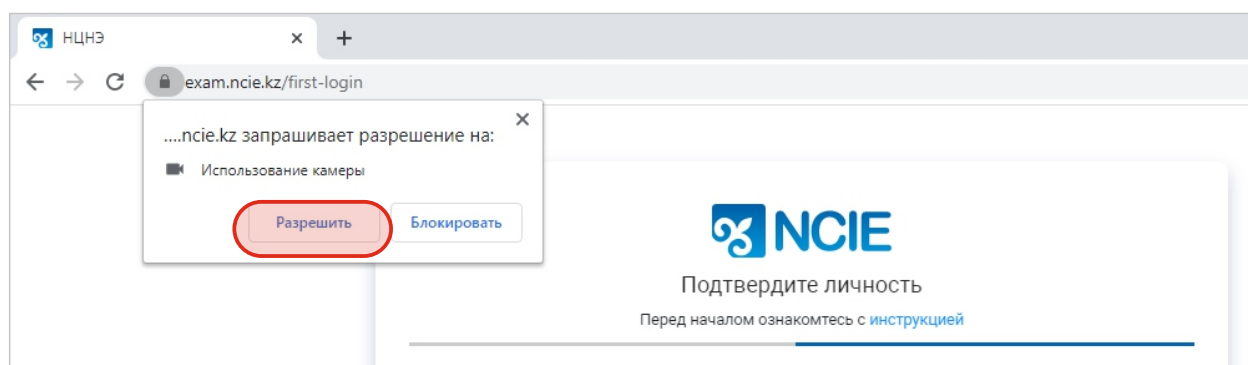 НЦНЭ
exam.ncie.kz/first-login
....ncie.kz запрашивает разрешение на:
Использование камеры
Разрешить
Блокировать
NCIE
Подтвердите личность
Перед началом ознакомтесь с инструкцией